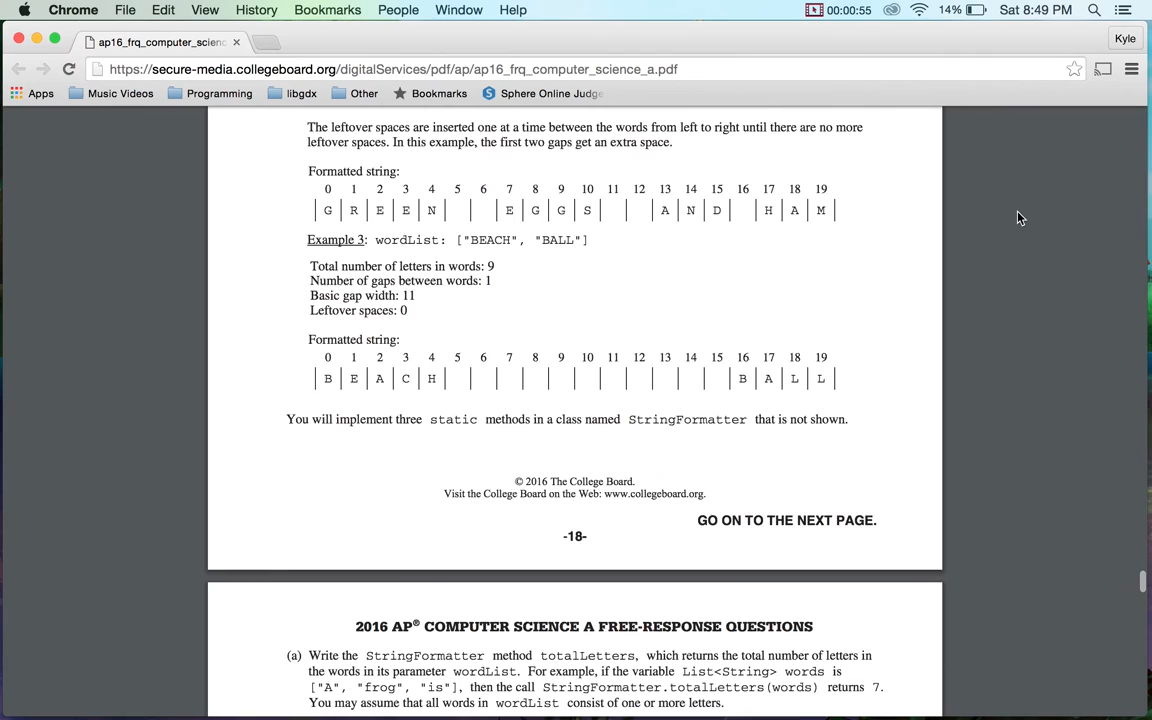 Chrome File Edit View History Bookmarks People Window Help 00:00:55 14% Sat 8:49 PM
ap16_frq_computer_scienc
Kyle
https://secure-media.collegeboard.org/digitalServices/pdf/ap/ap16_frq_computer_science_a.pdf
Apps Music Videos Programming libgdx Other Bookmarks Sphere Online Judge
The leftover spaces are inserted one at a time between the words from left to right until there are no more
leftover spaces. In this example, the first two gaps get an extra space.
Formatted string:
0 1 2 3 4 5 6 7 8 9 10 11 12 13 14 15 16 17 18 19
G R E E N E G G S A N D H A M
Example 3: wordList: ["BEACH", "BALL"]
Total number of letters in words: 9
Number of gaps between words: 1
Basic gap width: 11
Leftover spaces: 0
Formatted string:
0 1 2 3 4 5 6 7 8 9 10 11 12 13 14 15 16 17 18 19
B E A C H B A L L
You will implement three static methods in a class named StringFormatter that is not shown.
© 2016 The College Board.
Visit the College Board on the Web: www.collegeboard.org.
GO ON TO THE NEXT PAGE.
-18-
2016 AP® COMPUTER SCIENCE A FREE-RESPONSE QUESTIONS
(a) Write the StringFormatter method totalLetters, which returns the total number of letters in
the words in its parameter wordList. For example, if the variable List<String> words is
["A", "frog", "is"], then the call StringFormatter.totalLetters(words) returns 7.
You may assume that all words in wordList consist of one or more letters.